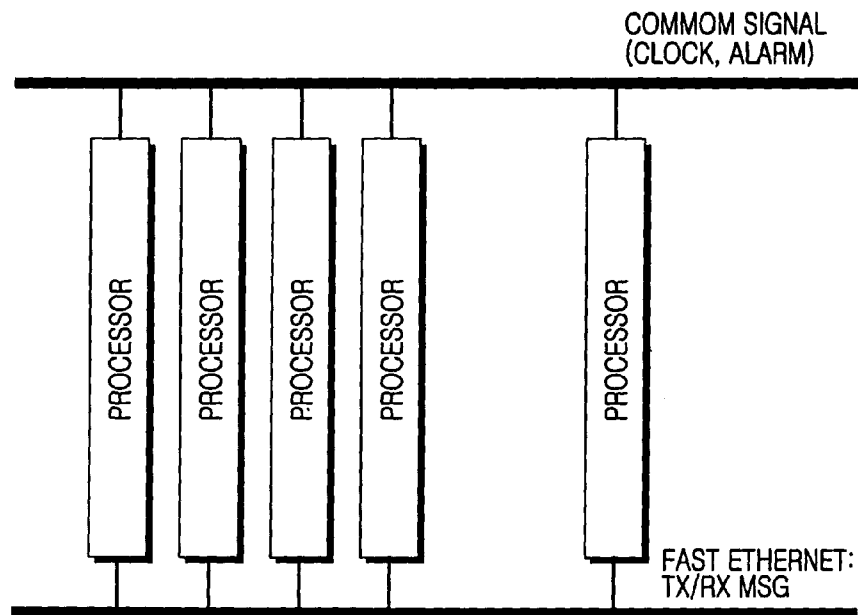 COMMOM SIGNAL
(CLOCK, ALARM)
PROCESSOR
PROCESSOR
PROCESSOR
PROCESSOR
PROCESSOR
FAST ETHERNET:
TX/RX MSG